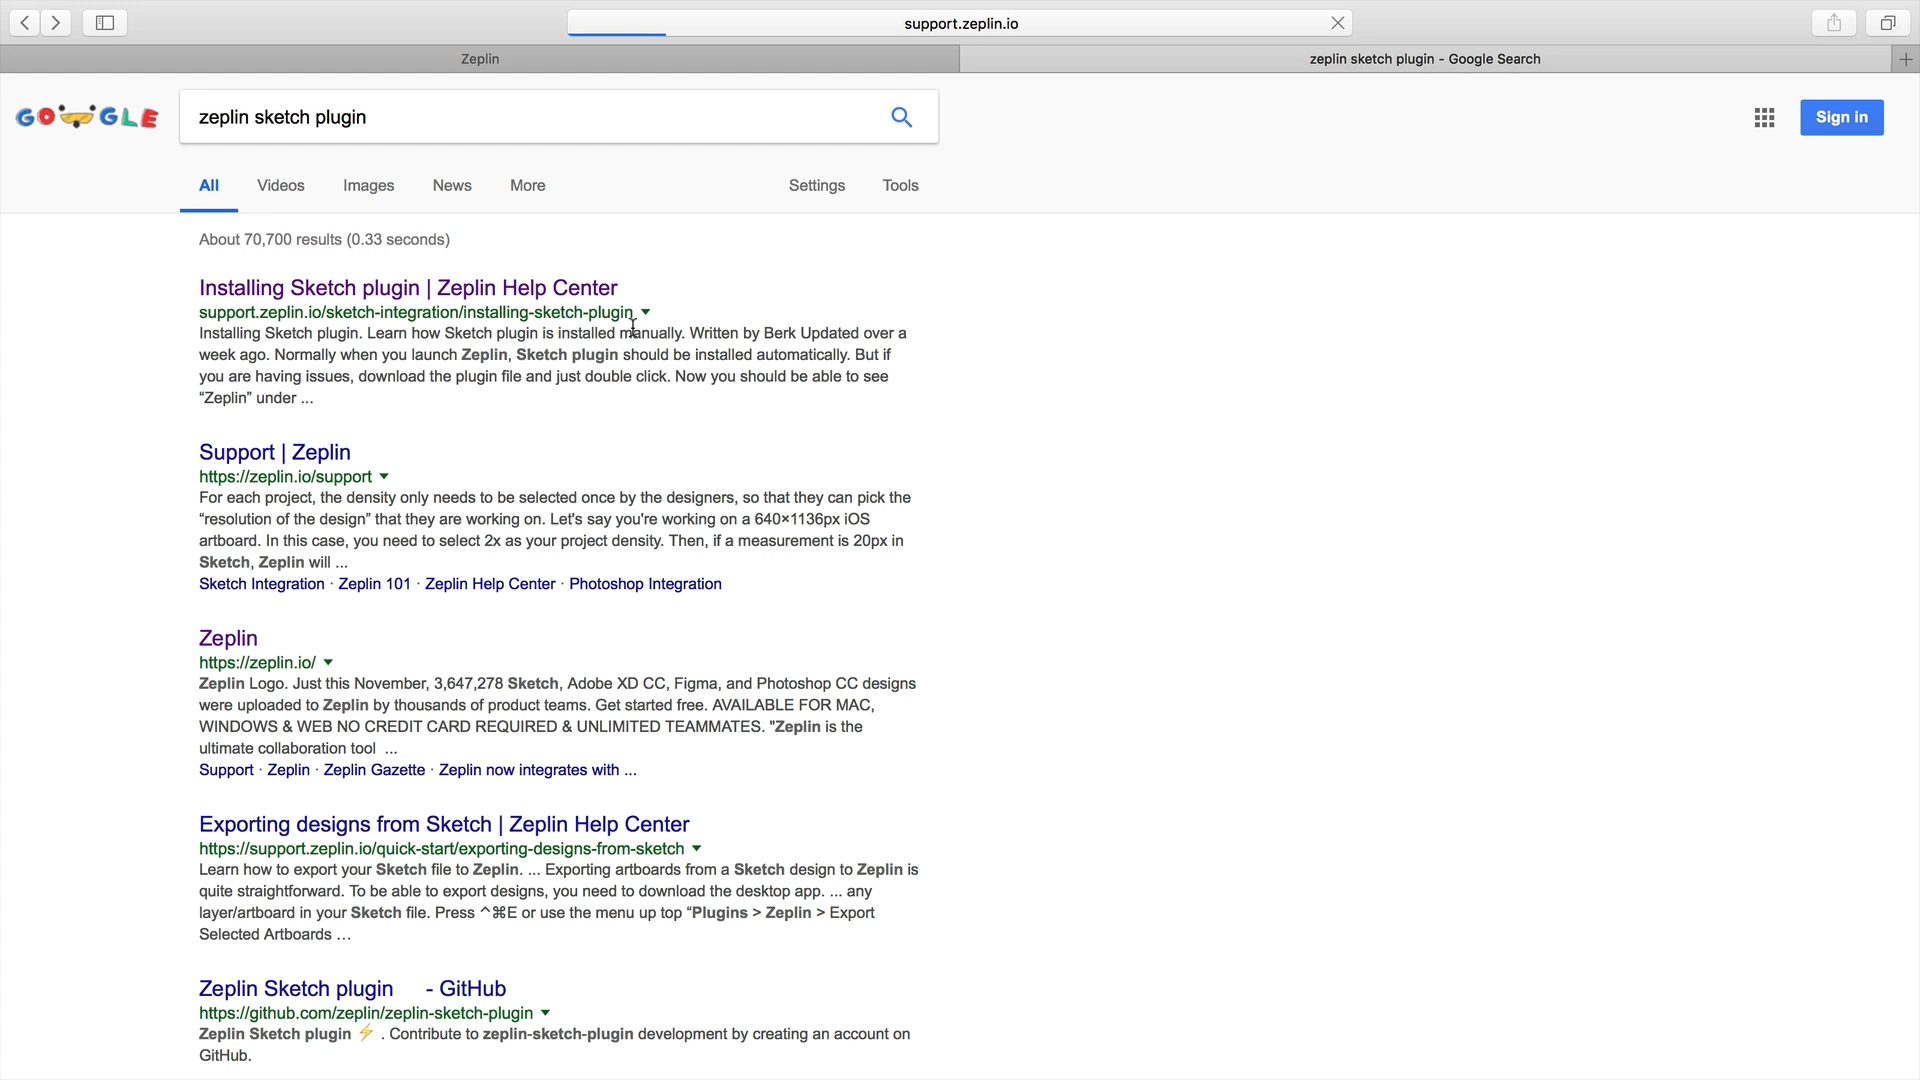 support.zeplin.io
Zeplin
zeplin sketch plugin - Google Search
GOOGLE
zeplin sketch plugin
Sign in
All Videos Images News More Settings Tools
About 70,700 results (0.33 seconds)
Installing Sketch plugin | Zeplin Help Center
support.zeplin.io/sketch-integration/installing-sketch-plugin
Installing Sketch plugin. Learn how Sketch plugin is installed manually. Written by Berk Updated over a
week ago. Normally when you launch Zeplin, Sketch plugin should be installed automatically. But if
you are having issues, download the plugin file and just double click. Now you should be able to see
“Zeplin” under ...
Support | Zeplin
https://zeplin.io/support
For each project, the density only needs to be selected once by the designers, so that they can pick the
“resolution of the design” that they are working on. Let's say you're working on a 640×1136px iOS
artboard. In this case, you need to select 2x as your project density. Then, if a measurement is 20px in
Sketch, Zeplin will ...
Sketch Integration · Zeplin 101 · Zeplin Help Center · Photoshop Integration
Zeplin
https://zeplin.io/
Zeplin Logo. Just this November, 3,647,278 Sketch, Adobe XD CC, Figma, and Photoshop CC designs
were uploaded to Zeplin by thousands of product teams. Get started free. AVAILABLE FOR MAC,
WINDOWS & WEB NO CREDIT CARD REQUIRED & UNLIMITED TEAMMATES. "Zeplin is the
ultimate collaboration tool ...
Support · Zeplin · Zeplin Gazette · Zeplin now integrates with ...
Exporting designs from Sketch | Zeplin Help Center
https://support.zeplin.io/quick-start/exporting-designs-from-sketch
Learn how to export your Sketch file to Zeplin. ... Exporting artboards from a Sketch design to Zeplin is
quite straightforward. To be able to export designs, you need to download the desktop app. ... any
layer/artboard in your Sketch file. Press ^⌘E or use the menu up top “Plugins > Zeplin > Export
Selected Artboards ...
Zeplin Sketch plugin - GitHub
https://github.com/zeplin/zeplin-sketch-plugin
Zeplin Sketch plugin ⚡ . Contribute to zeplin-sketch-plugin development by creating an account on
GitHub.